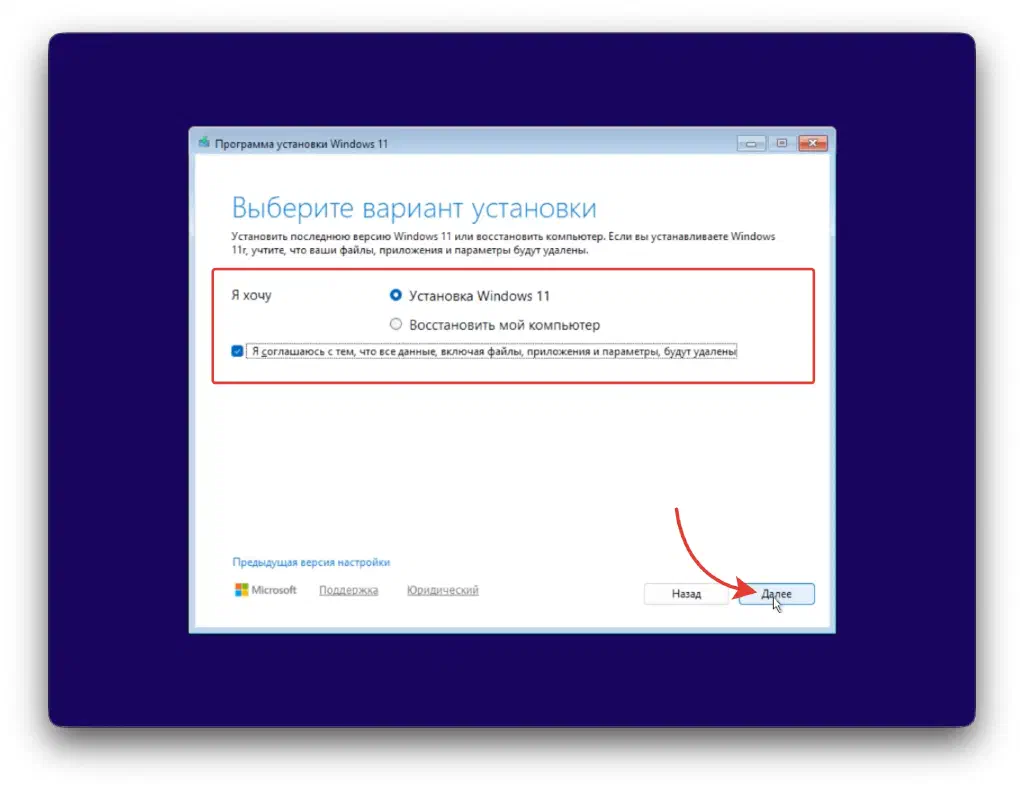 Программа установки Windows 11
Выберите вариант установки
Установить последнюю версию Windows 11 или восстановить компьютер. Если вы устанавливаете Windows
11г, учтите, что ваши файлы, приложения и параметры будут удалены.
Я хочу
Установка Windows 11
Восстановить мой компьютер
Я соглашаюсь с тем, что все данные, включая файлы, приложения и параметры, будут удалены
Предыдущая версия настройки
Microsoft Поддержка Юридический
Назад Далее